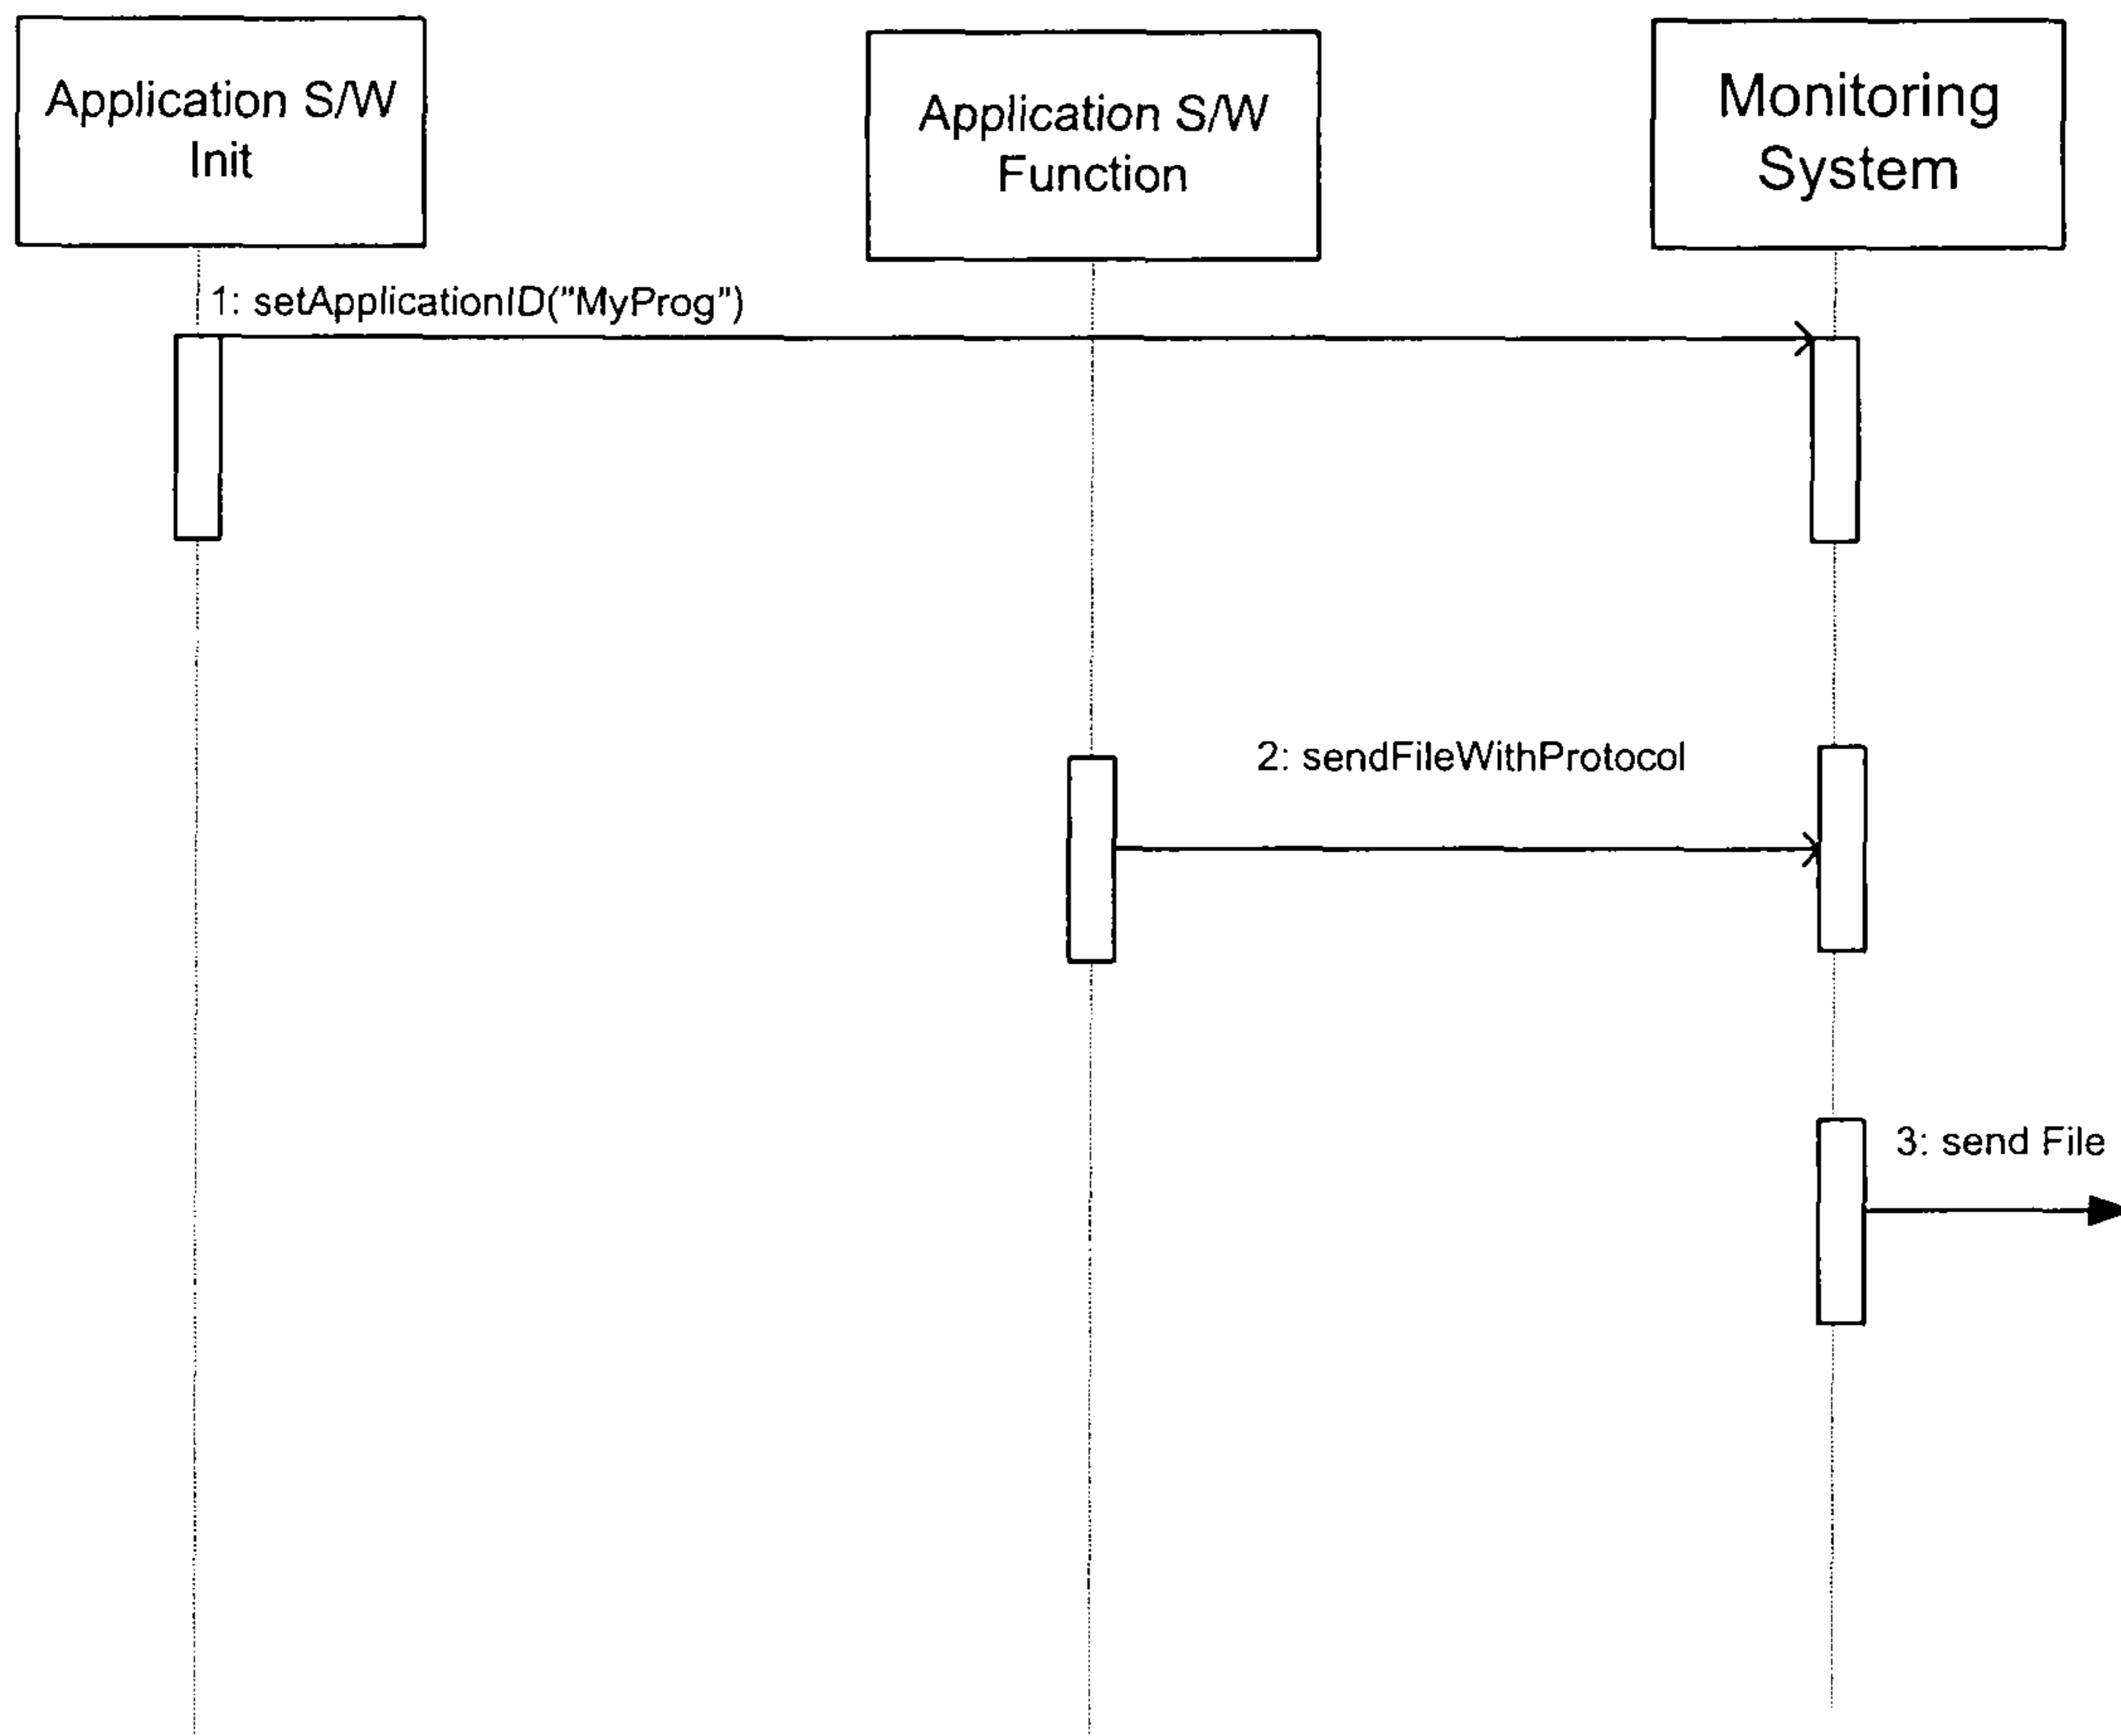 Application S/W
Init
Application S/W
Function
Monitoring
System
1: setApplicationID("MyProg")
2: sendFileWithProtocol
3: send File